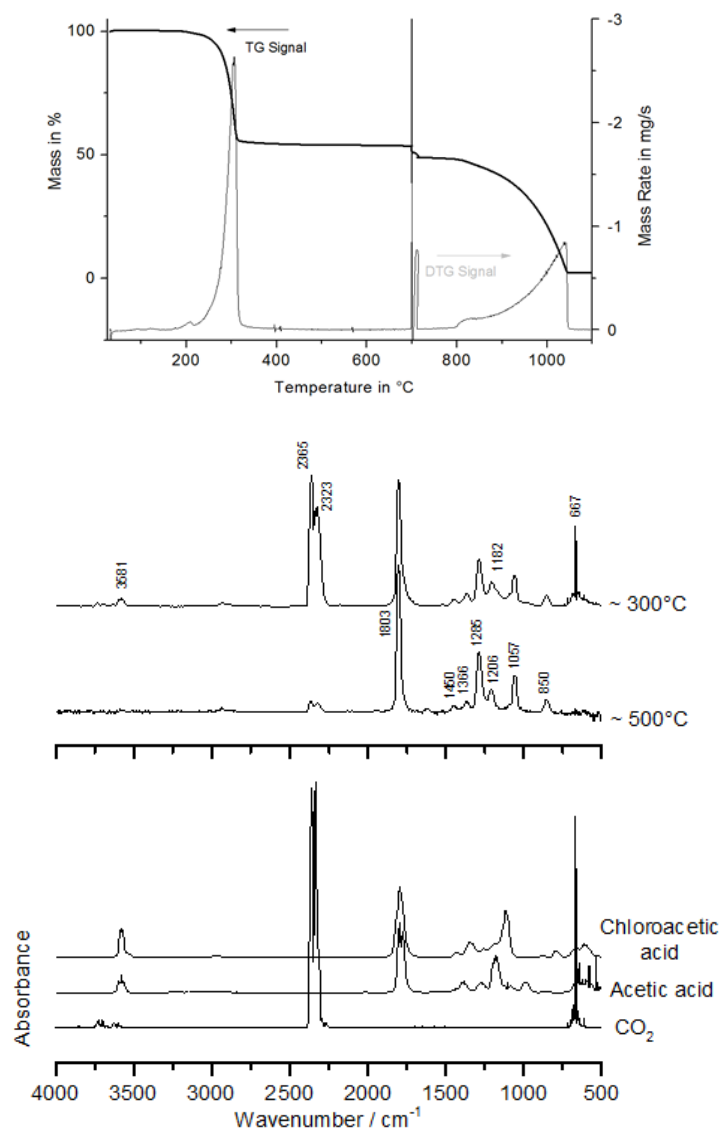 100
50
0
Mass in %
TG Signal
DTG Signal
-3
-2
-1
0
Mass Rate in mg/s
200
400
600
800
1000
Temperature in °C
2365
2323
3581
1803
1450
1366
1285
1206
1182
1057
850
667
~ 300°C
~ 500°C
Absorbance
Chloroacetic
acid
Acetic acid
CO₂
4000
3500
3000
2500
2000
1500
1000
500
Wavenumber / cm⁻¹